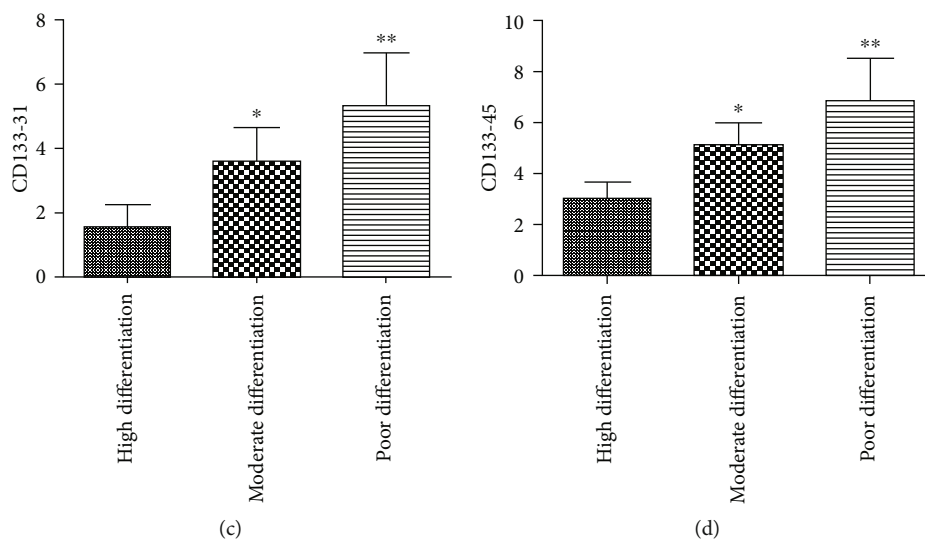 CD133-31
8
6
4
2
0
*
**
High differentiation
Moderate differentiation
Poor differentiation
(c)
CD133-45
10
8
6
4
2
0
*
**
High differentiation
Moderate differentiation
Poor differentiation
(d)